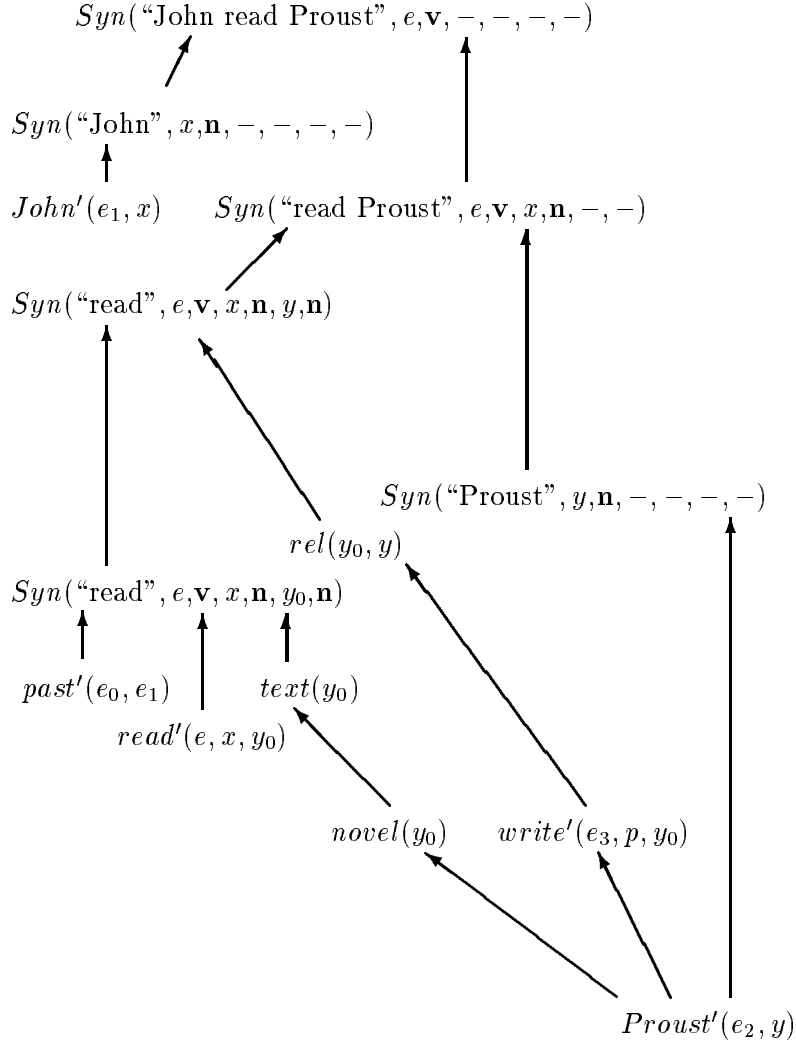 Syn(“John read Proust”, e,v, –, –, –, –)
Syn(“John”, x,n, –, –, –, –)
John′(e₁, x) Syn(“read Proust”, e,v, x,n, –, –)
Syn(“read”, e,v, x,n, y,n)
Syn(“Proust”, y,n, –, –, –, –)
rel(y₀, y)
Syn(“read”, e,v, x,n, y₀,n)
past′(e₀, e₁) text(y₀)
read′(e, x, y₀)
novel(y₀) write′(e₃, p, y₀)
Proust′(e₂, y)